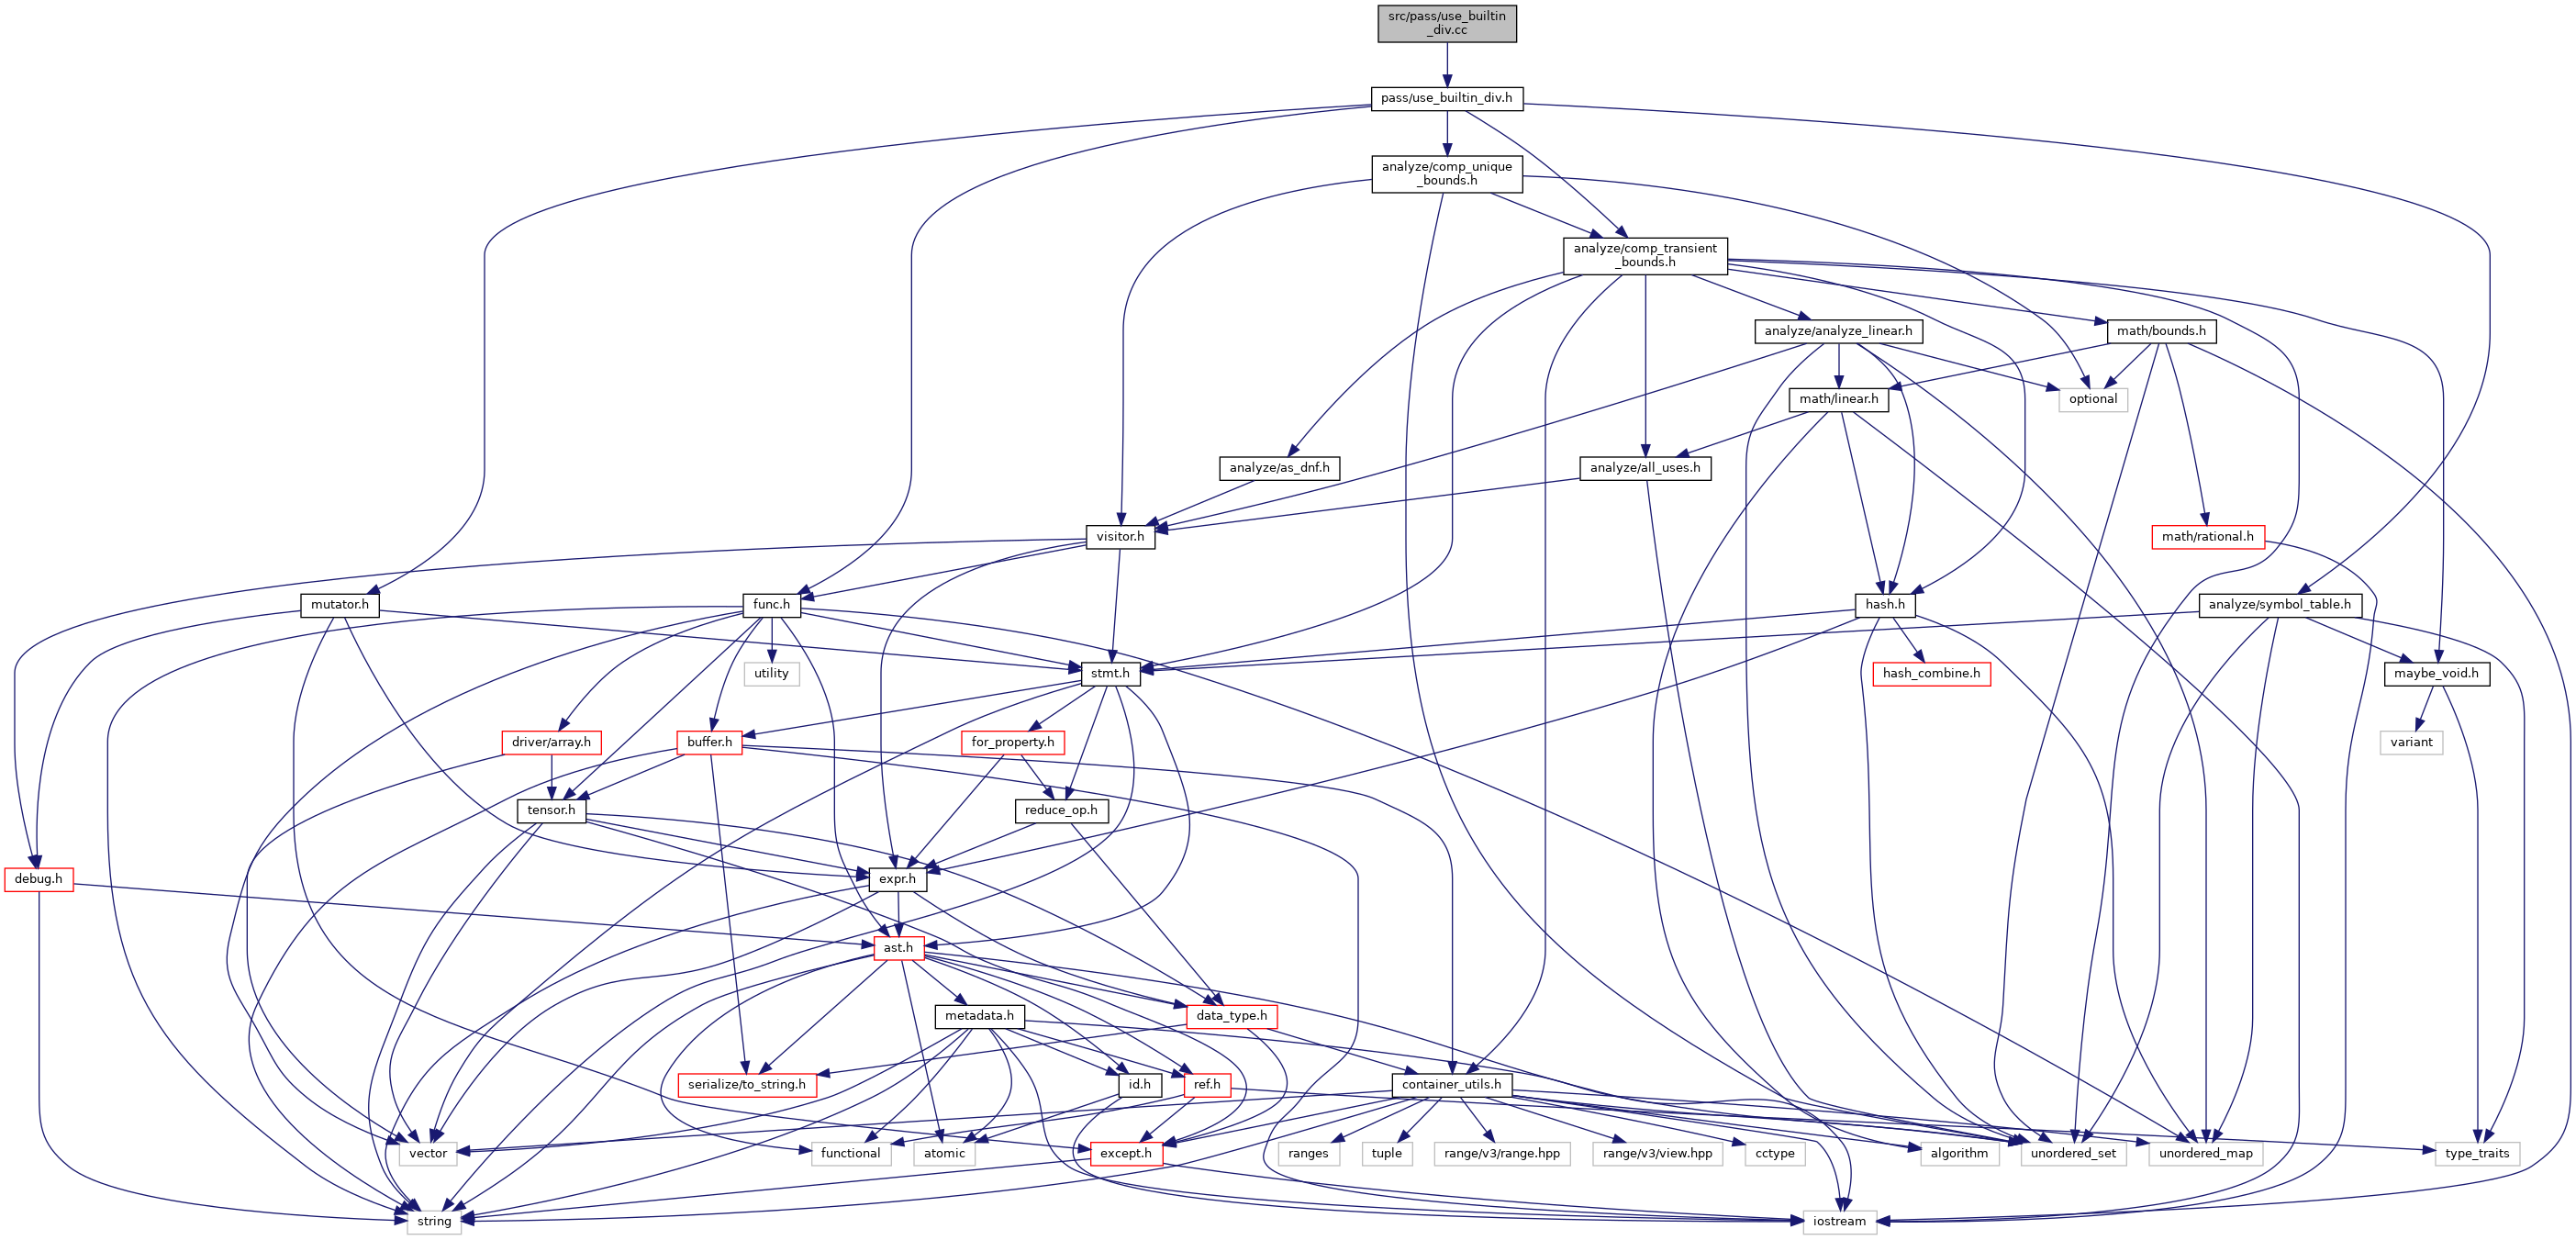 src/pass/use_builtin
_div.cc
pass/use_builtin_div.h
analyze/comp_unique
_bounds.h
analyze/comp_transient
_bounds.h
analyze/analyze_linear.h
math/bounds.h
math/linear.h
optional
analyze/as_dnf.h
analyze/all_uses.h
visitor.h
math/rational.h
mutator.h
func.h
hash.h
analyze/symbol_table.h
utility
stmt.h
hash_combine.h
maybe_void.h
driver/array.h
buffer.h
for_property.h
variant
tensor.h
reduce_op.h
debug.h
expr.h
ast.h
metadata.h
data_type.h
serialize/to_string.h
id.h
ref.h
container_utils.h
vector
functional
atomic
except.h
ranges
tuple
range/v3/range.hpp
range/v3/view.hpp
cctype
algorithm
unordered_set
unordered_map
type_traits
string
iostream